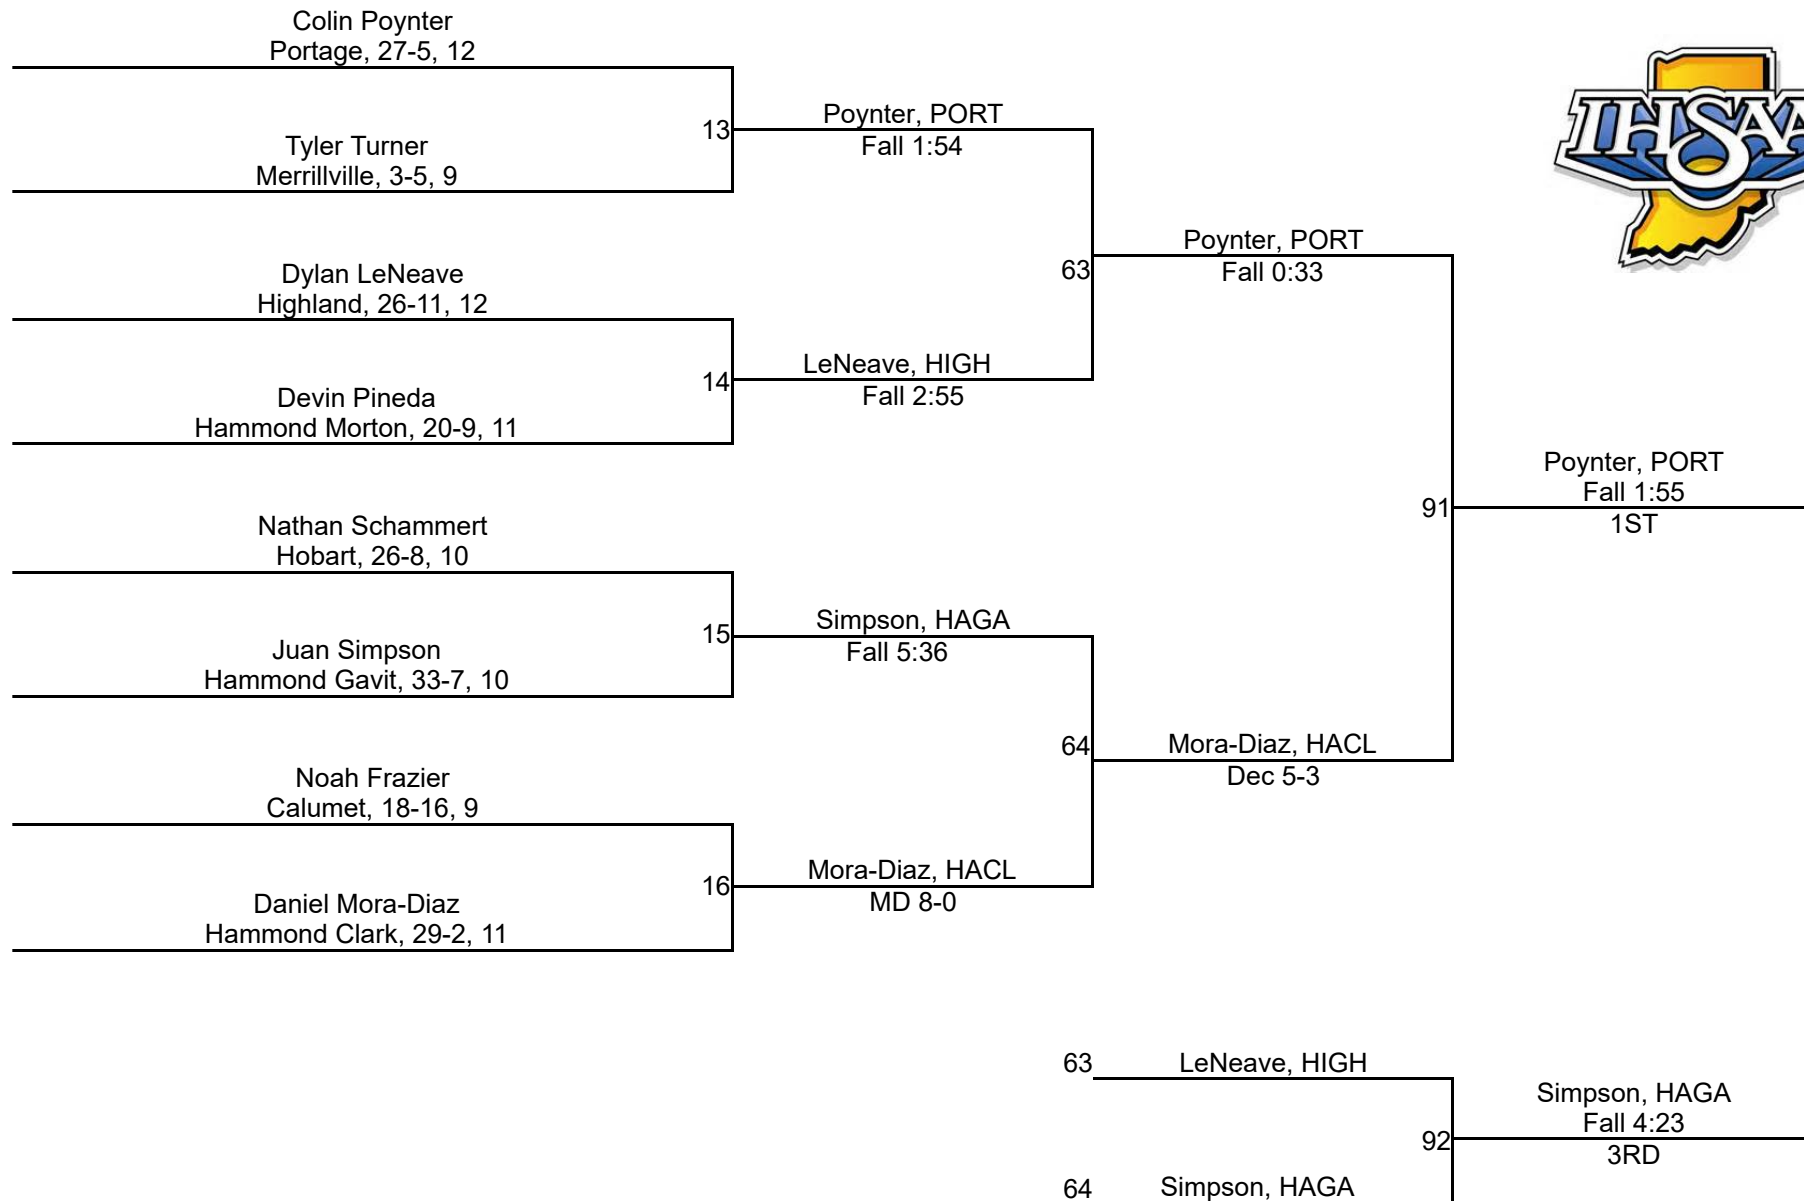 Colin Poynter
Portage, 27-5, 12
Tyler Turner
Merrillville, 3-5, 9
13
Poynter, PORT
Fall 1:54
Dylan LeNeave
Highland, 26-11, 12
Devin Pineda
Hammond Morton, 20-9, 11
14
LeNeave, HIGH
Fall 2:55
63
Poynter, PORT
Fall 0:33
Nathan Schammert
Hobart, 26-8, 10
Juan Simpson
Hammond Gavit, 33-7, 10
15
Simpson, HAGA
Fall 5:36
Noah Frazier
Calumet, 18-16, 9
Daniel Mora-Diaz
Hammond Clark, 29-2, 11
16
Mora-Diaz, HACL
MD 8-0
64
Mora-Diaz, HACL
Dec 5-3
91
Poynter, PORT
Fall 1:55
1ST
IHSAA
63
LeNeave, HIGH
64
Simpson, HAGA
92
Simpson, HAGA
Fall 4:23
3RD